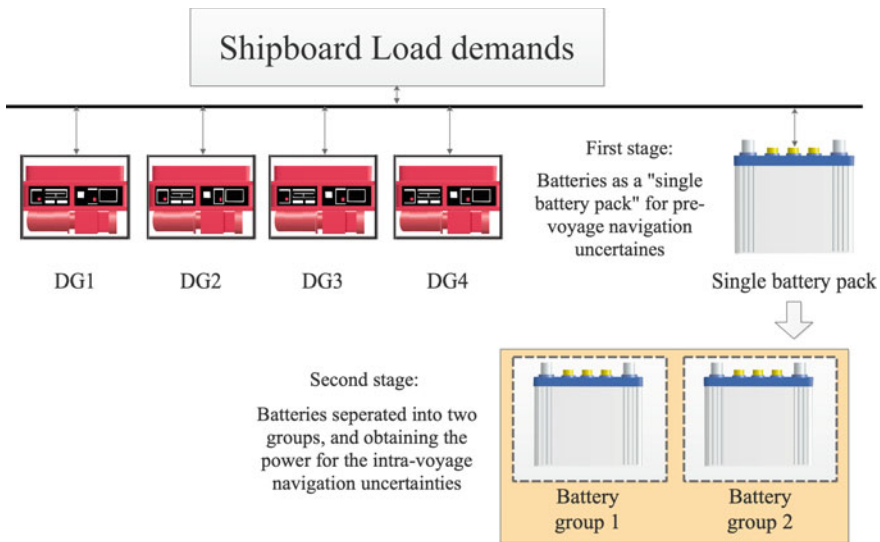 Shipboard Load demands
First stage:
Batteries as a "single
battery pack" for pre-
voyage navigation
uncertaines
DG1
DG2
DG3
DG4
Single battery pack
Second stage:
Batteries seperated into two
groups, and obtaining the
power for the intra-voyage
navigation uncertainties
Battery
group 1
Battery
group 2